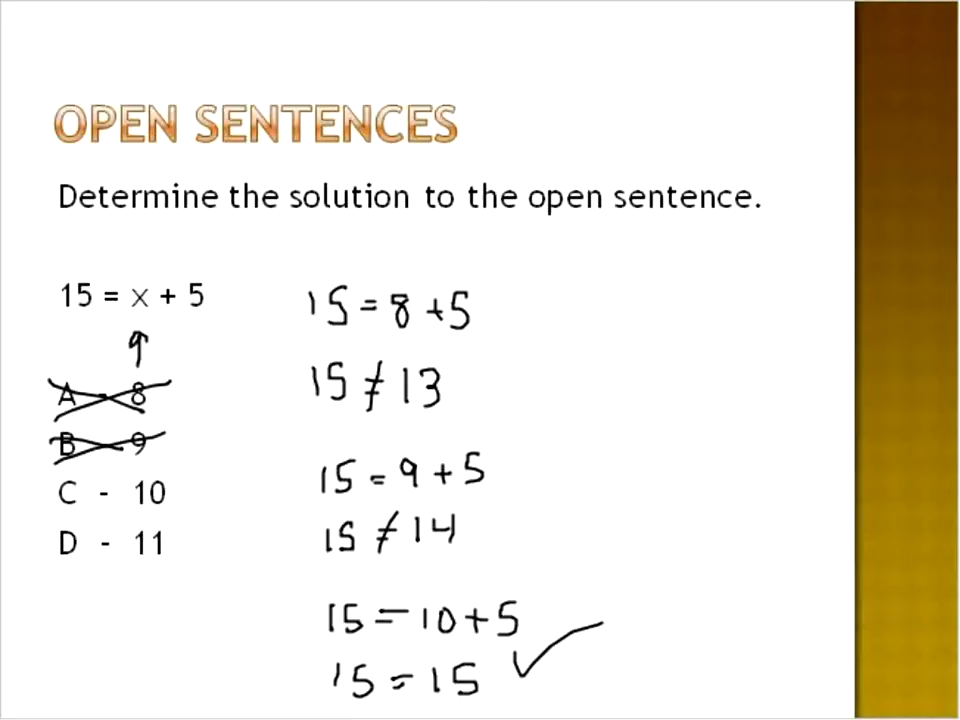 OPEN SENTENCES
Determine the solution to the open sentence.
15 = x + 5
A - 8
B - 9
C - 10
D - 11
15 = 8 + 5
15 ≠ 13
15 = 9 + 5
15 ≠ 14
15 = 10 + 5
15 = 15 ✓